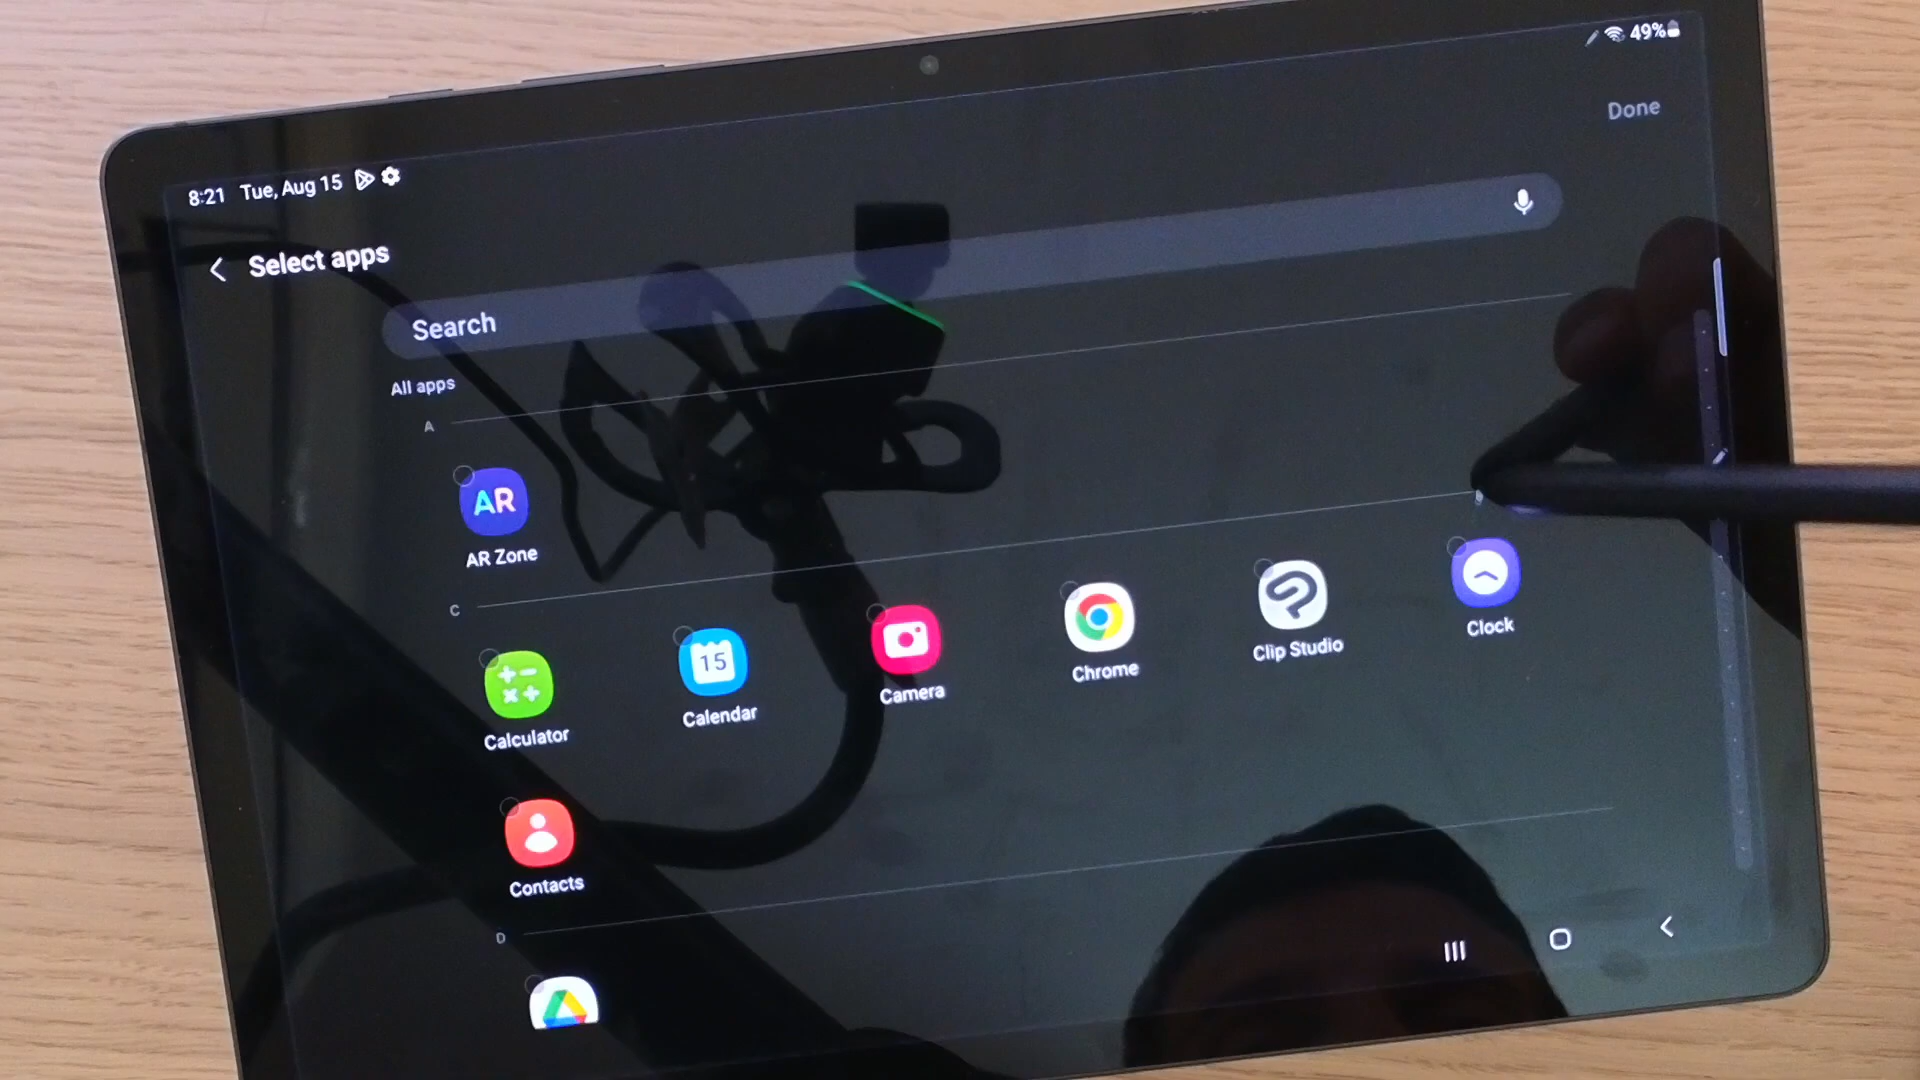 8:21 Tue, Aug 15
49%
Done
Select apps
Search
All apps
A
AR
AR Zone
C
15
Calculator
Calendar
Camera
Chrome
Clip Studio
Clock
Contacts
D